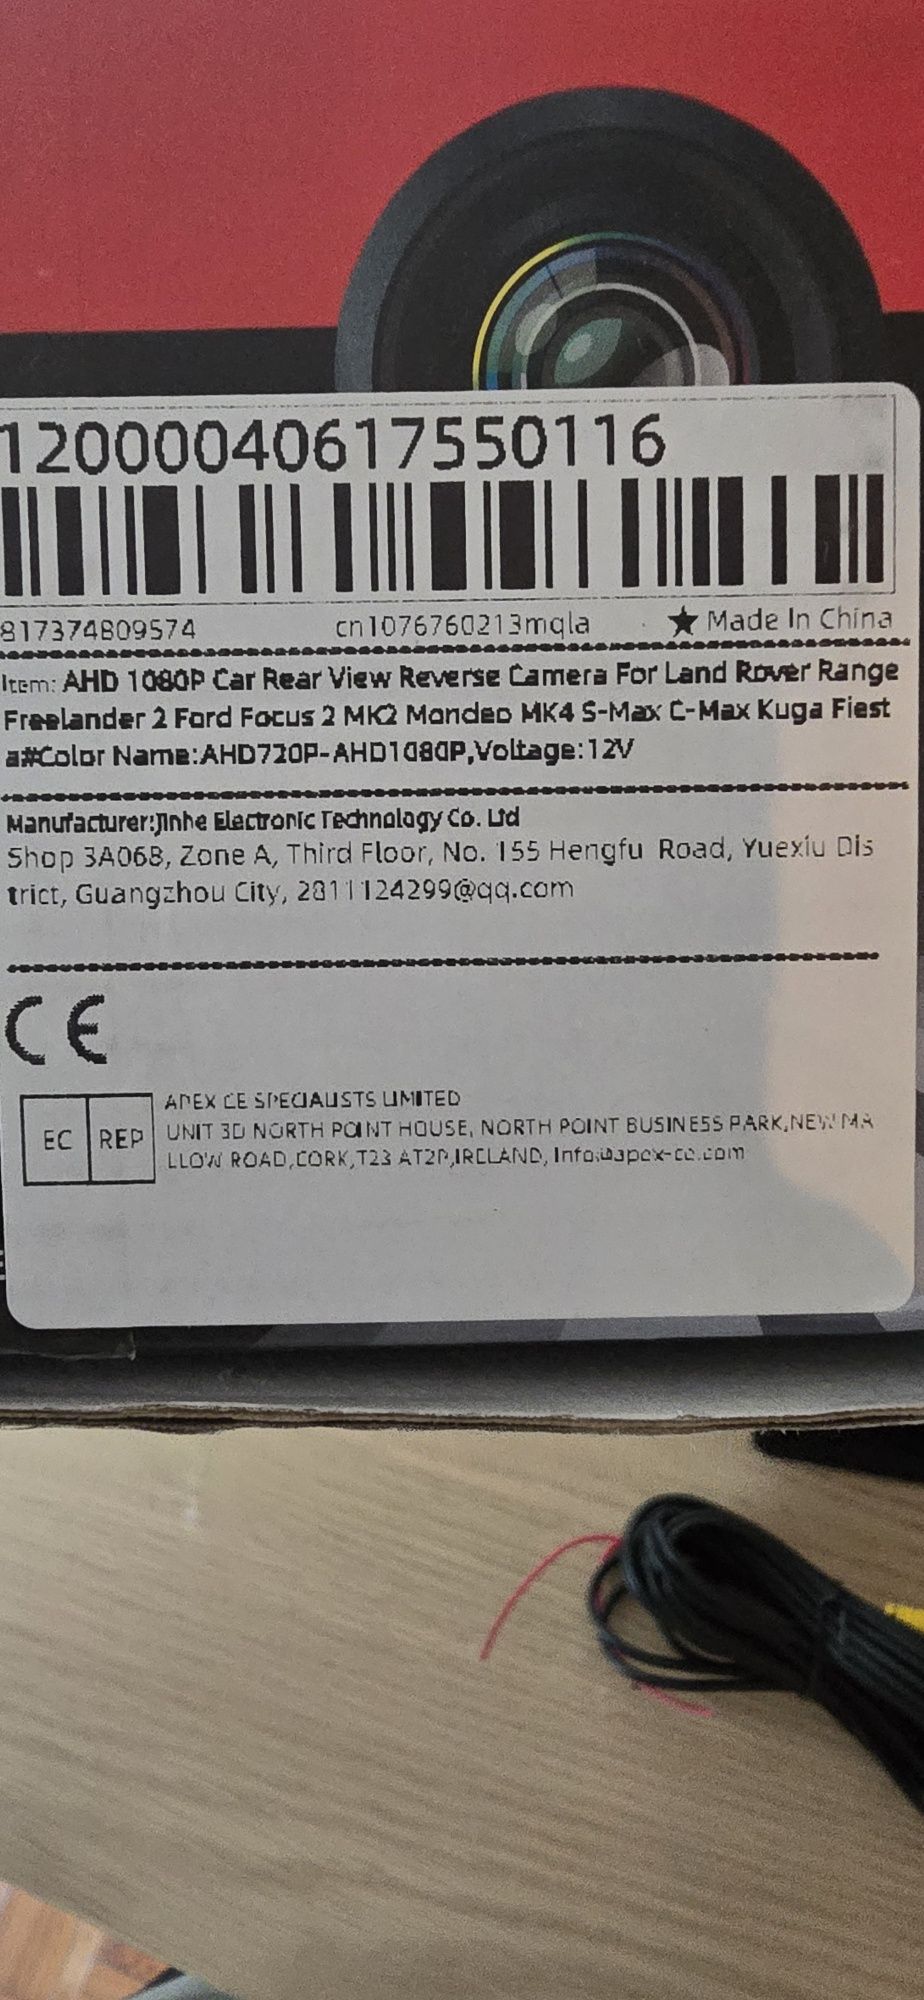 12000040617550116
817374809574 cn1076760213mqla ★ Made In China
Item: AHD 1080P Car Rear View Reverse Camera For Land Rover Range
Freelander 2 Ford Focus 2 MK2 Mondeo MK4 S-Max C-Max Kuga Fiest
a#Color Name:AHD720P-AHD1080P,Voltage:12V
Manufacturer:Jinhe Electronic Technology Co. Ltd
Shop 3A068, Zone A, Third Floor, No. 155 Hengfu Road, Yuexiu Dis
trict, Guangzhou City, 2811124299@qq.com
CE
EC REP
APEX CE SPECIALISTS LIMITED
UNIT 3D NORTH POINT HOUSE, NORTH POINT BUSINESS PARK,NEW MA
LLOW ROAD,CORK,T23 AT2P,IRELAND, Info@apex-ce.com